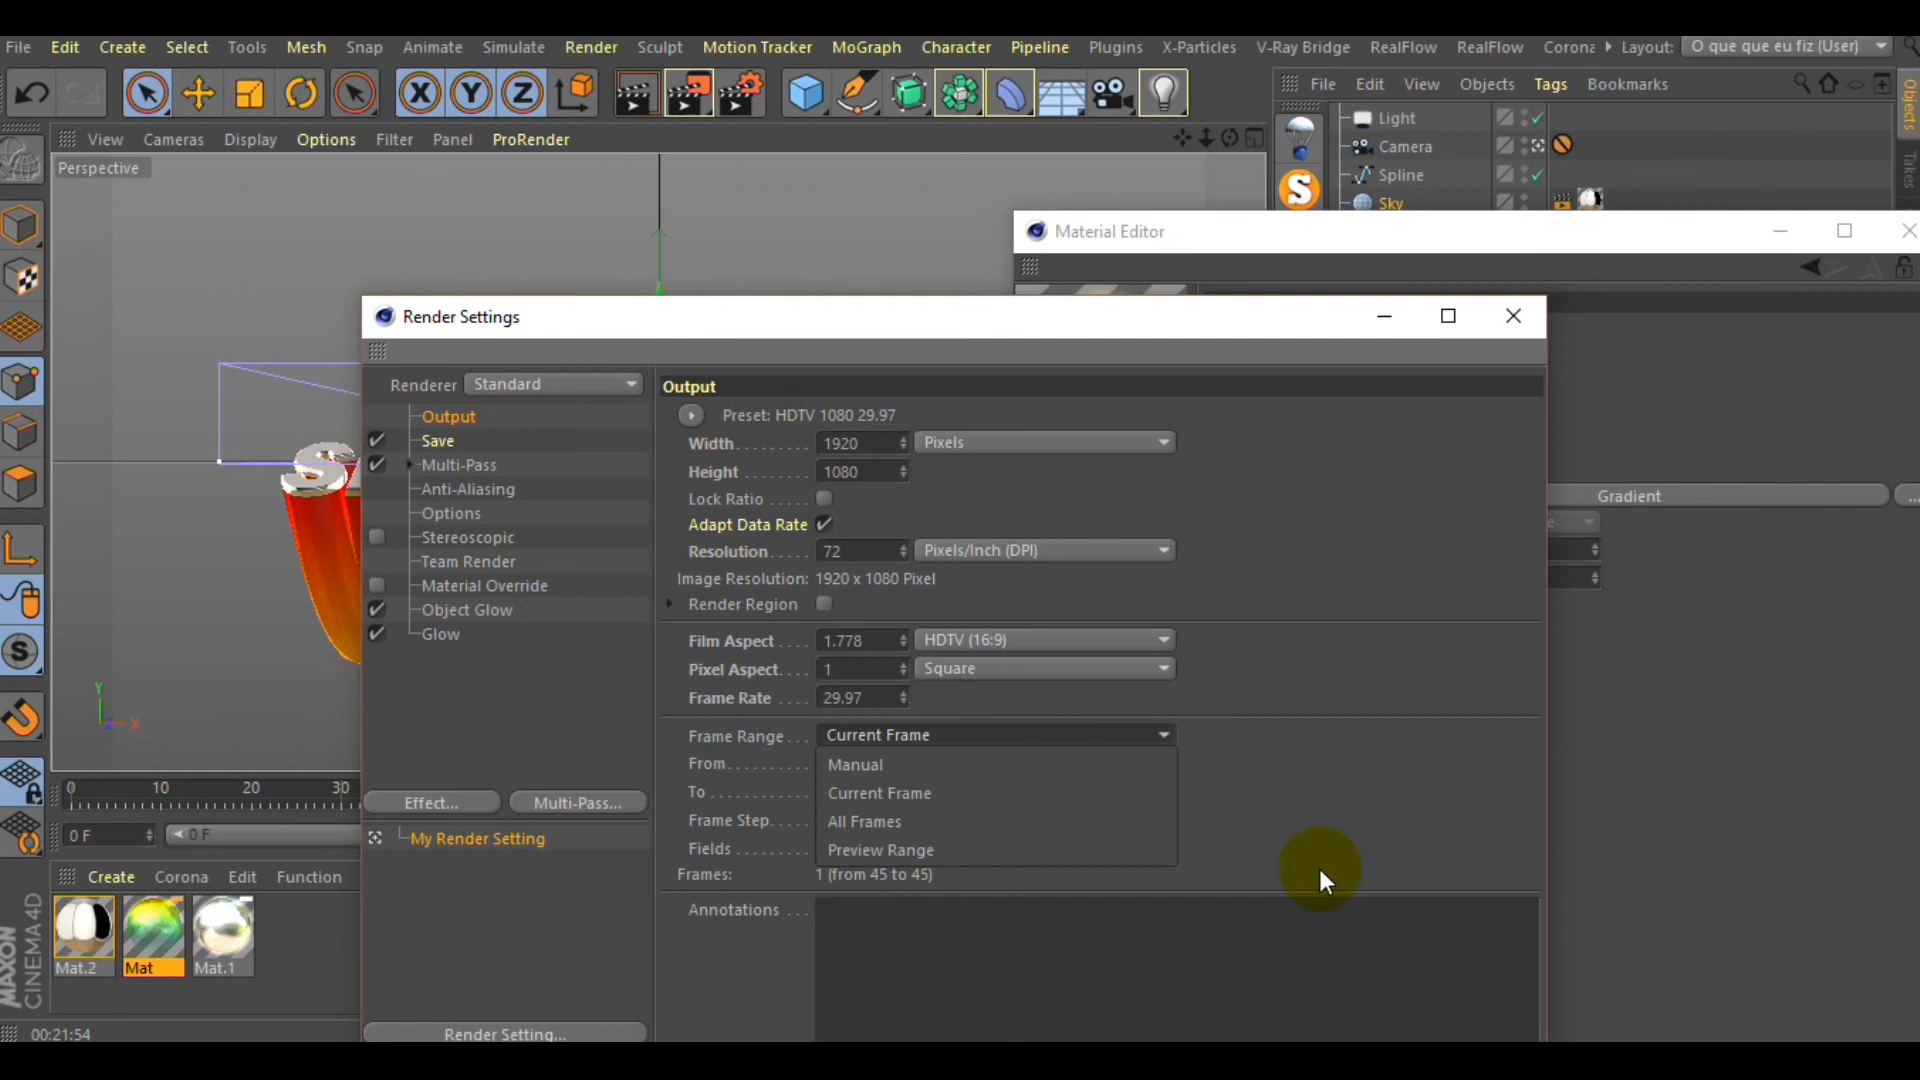 File Edit Create Select Tools Mesh Snap Animate Simulate Render Sculpt Motion Tracker MoGraph Character Pipeline Plugins X-Particles V-Ray Bridge RealFlow RealFlow Corona Layout: O que que eu fiz (User)
X Y Z
File Edit View Objects Tags Bookmarks
Objects
Takes
View Cameras Display Options Filter Panel ProRender
Perspective
Light
Camera
Spline
Sky
S
Material Editor
Render Settings
Renderer Standard
Output
Save
Multi-Pass
Anti-Aliasing
Options
Stereoscopic
Team Render
Material Override
Object Glow
Glow
Effect... Multi-Pass...
My Render Setting
Render Setting...
Output
Preset: HDTV 1080 29.97
Width 1920 Pixels
Height 1080
Lock Ratio
Adapt Data Rate
Resolution 72 Pixels/Inch (DPI)
Image Resolution: 1920 x 1080 Pixel
Render Region
Film Aspect 1.778 HDTV (16:9)
Pixel Aspect 1 Square
Frame Rate 29.97
Frame Range Current Frame
From
To
Frame Step
Fields
Manual
Current Frame
All Frames
Preview Range
Frames: 1 (from 45 to 45)
Annotations
Gradient
...
S
Y
X
S
0 10 20 30
0 F 0 F
Create Corona Edit Function
Mat.2 Mat Mat.1
MAXON
CINEMA4D
00:21:54